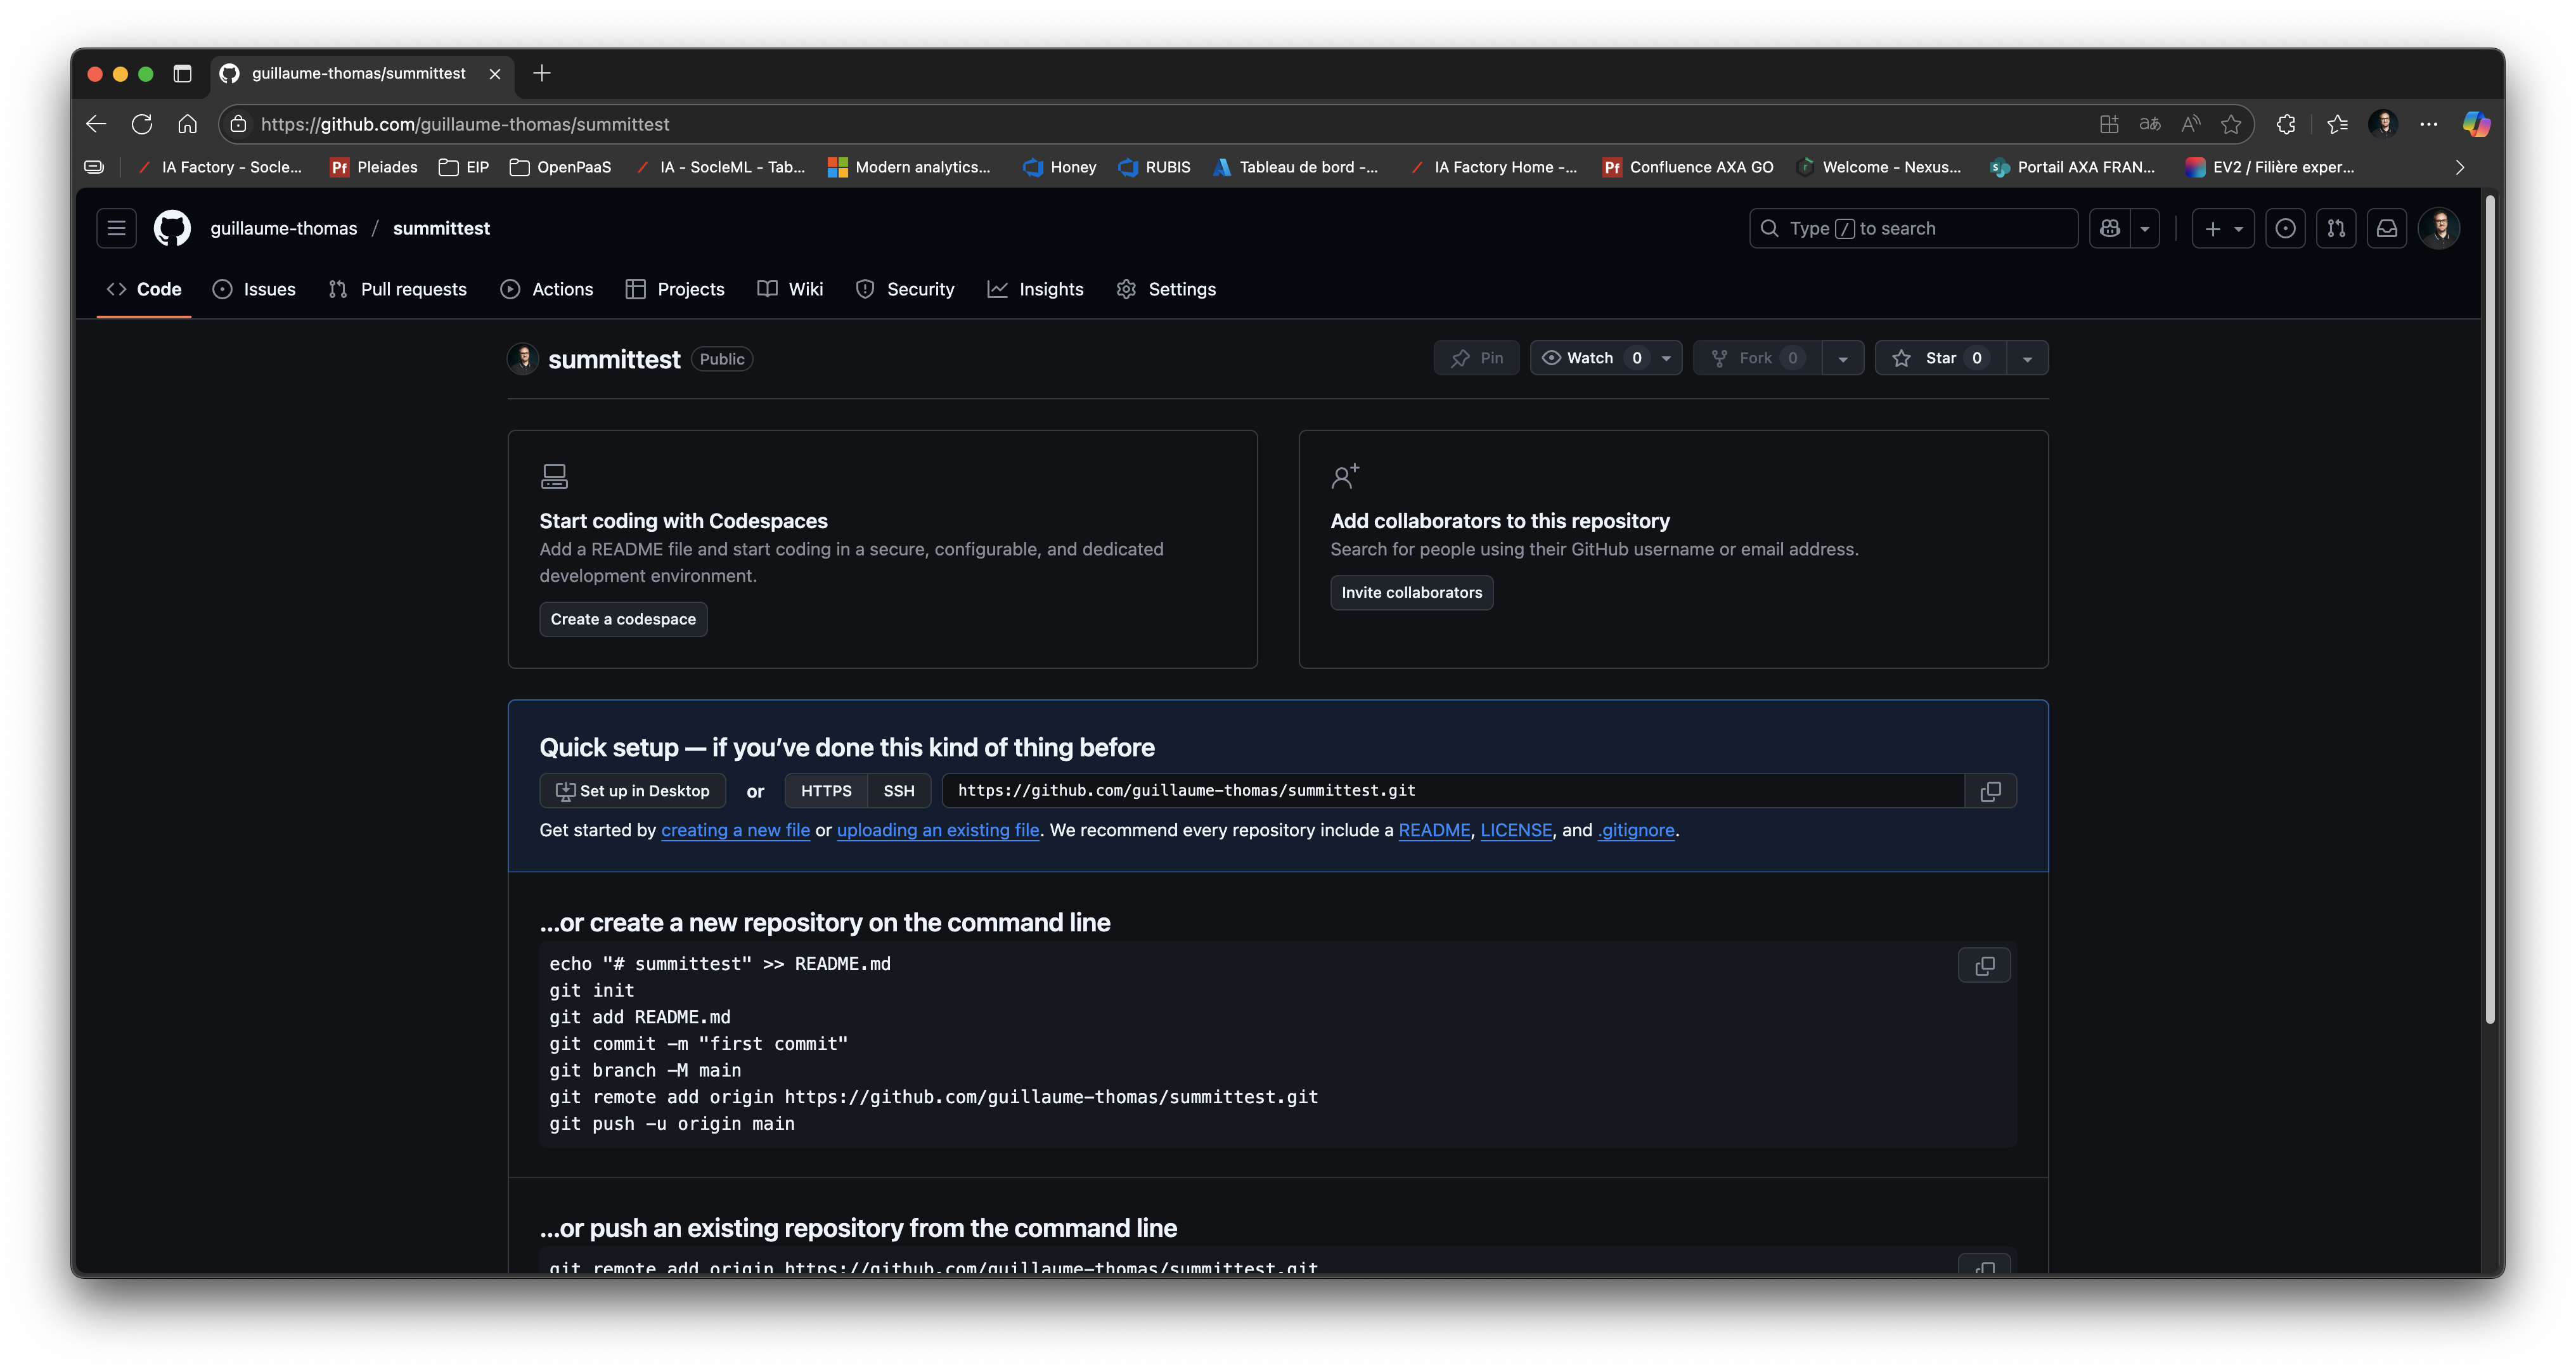 guillaume-thomas/summittest
https://github.com/guillaume-thomas/summittest
IA Factory - Socle... Pleiades EIP OpenPaaS IA - SocleML - Tab... Modern analytics... Honey RUBIS Tableau de bord -... IA Factory Home -... Confluence AXA GO Welcome - Nexus... Portail AXA FRAN... EV2 / Filière exper...
guillaume-thomas / summittest
Type / to search
Code Issues Pull requests Actions Projects Wiki Security Insights Settings
summittest Public
Pin Watch 0 Fork 0 Star 0
Start coding with Codespaces
Add a README file and start coding in a secure, configurable, and dedicated
development environment.
Create a codespace
Add collaborators to this repository
Search for people using their GitHub username or email address.
Invite collaborators
Quick setup — if you’ve done this kind of thing before
Set up in Desktop or HTTPS SSH https://github.com/guillaume-thomas/summittest.git
Get started by creating a new file or uploading an existing file. We recommend every repository include a README, LICENSE, and .gitignore.
…or create a new repository on the command line
echo "# summittest" >> README.md
git init
git add README.md
git commit -m "first commit"
git branch -M main
git remote add origin https://github.com/guillaume-thomas/summittest.git
git push -u origin main
…or push an existing repository from the command line
git remote add origin https://github.com/guillaume-thomas/summittest.git